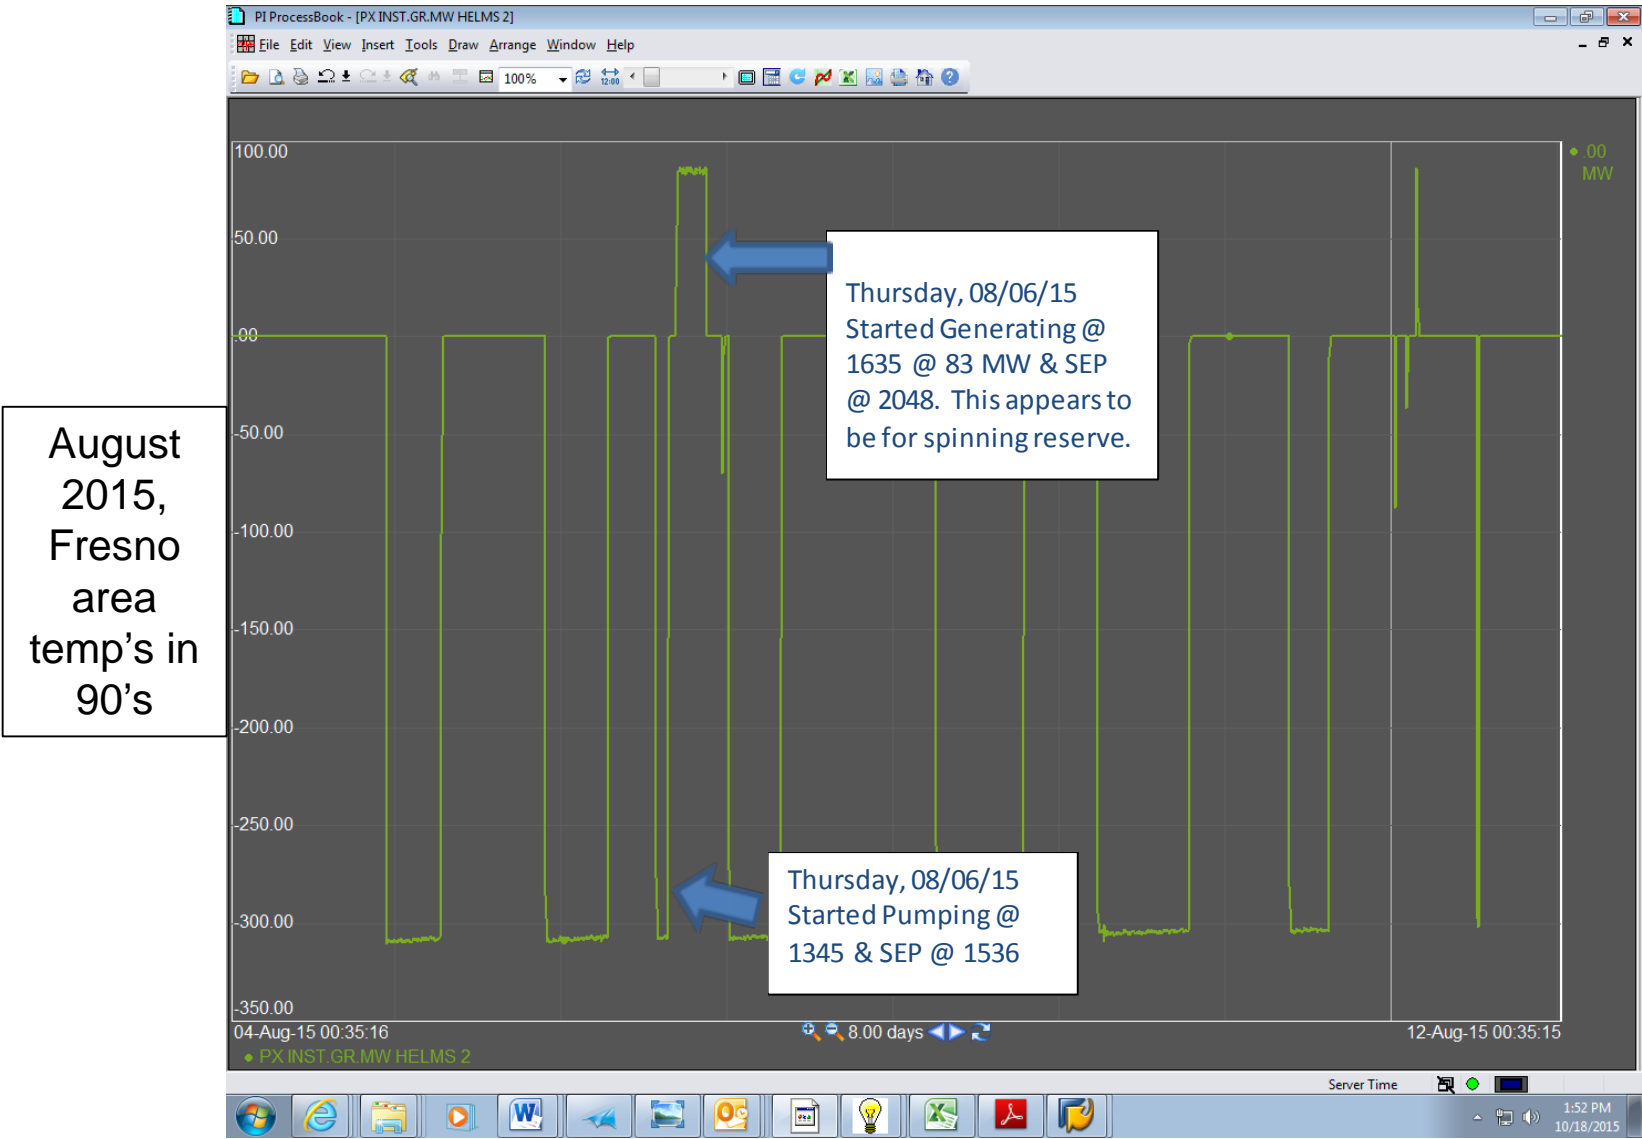 PI ProcessBook - [PX INST.GR.MW HELMS 2]
File Edit View Insert Tools Draw Arrange Window Help
100%
12:00
100.00
.00
MW
50.00
.00
-50.00
-100.00
-150.00
-200.00
-250.00
-300.00
-350.00
Thursday, 08/06/15
Started Generating @
1635 @ 83 MW & SEP
@ 2048. This appears to
be for spinning reserve.
August
2015,
Fresno
area
temp's in
90's
Thursday, 08/06/15
Started Pumping @
1345 & SEP @ 1536
04-Aug-15 00:35:16
8.00 days
12-Aug-15 00:35:15
PX INST.GR.MW HELMS 2
Server Time
1:52 PM
10/18/2015